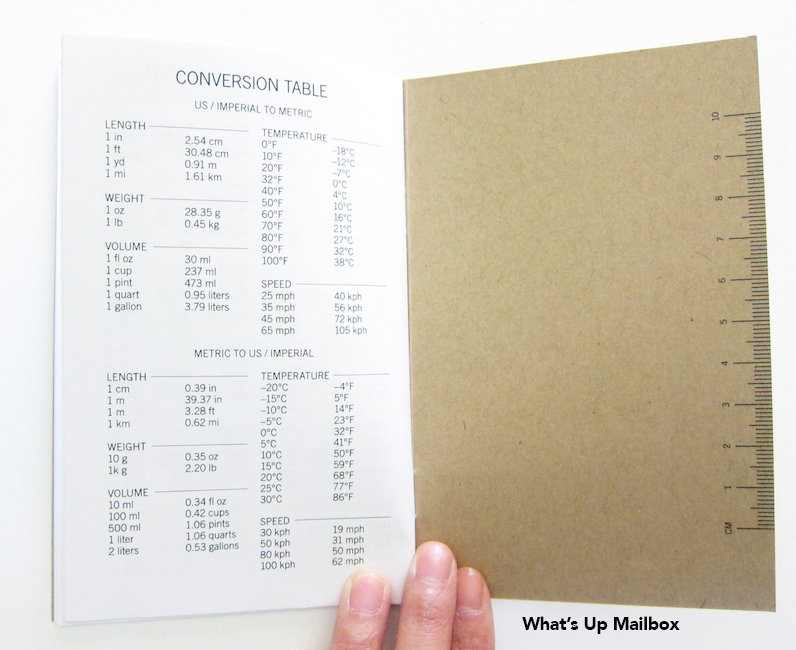 CONVERSION TABLE
US / IMPERIAL TO METRIC
LENGTH
1 in 2.54 cm
1 ft 30.48 cm
1 yd 0.91 m
1 mi 1.61 km
WEIGHT
1 oz 28.35 g
1 lb 0.45 kg
VOLUME
1 fl oz 30 ml
1 cup 237 ml
1 pint 473 ml
1 quart 0.95 liters
1 gallon 3.79 liters
TEMPERATURE
0°F -18°C
10°F -12°C
20°F -7°C
32°F 0°C
40°F 4°C
50°F 10°C
60°F 16°C
70°F 21°C
80°F 27°C
90°F 32°C
100°F 38°C
SPEED
25 mph 40 kph
35 mph 56 kph
45 mph 72 kph
65 mph 105 kph
METRIC TO US / IMPERIAL
LENGTH
1 cm 0.39 in
1 m 39.37 in
1 m 3.28 ft
1 km 0.62 mi
WEIGHT
10 g 0.35 oz
1k g 2.20 lb
VOLUME
10 ml 0.34 fl oz
100 ml 0.42 cups
500 ml 1.06 pints
1 liter 1.06 quarts
2 liters 0.53 gallons
TEMPERATURE
-20°C -4°F
-15°C 5°F
-10°C 14°F
-5°C 23°F
0°C 32°F
5°C 41°F
10°C 50°F
15°C 59°F
20°C 68°F
25°C 77°F
30°C 86°F
SPEED
30 kph 19 mph
50 kph 31 mph
80 kph 50 mph
100 kph 62 mph
10
9
8
7
6
5
4
3
2
1
CM
What's Up Mailbox